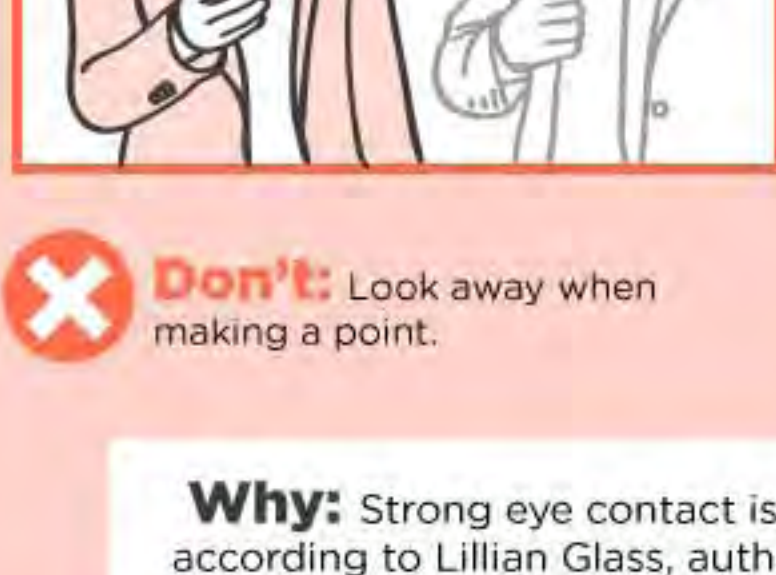 Don't: Look away when
making a point.
Why: Strong eye contact is
according to Lillian Glass, auth